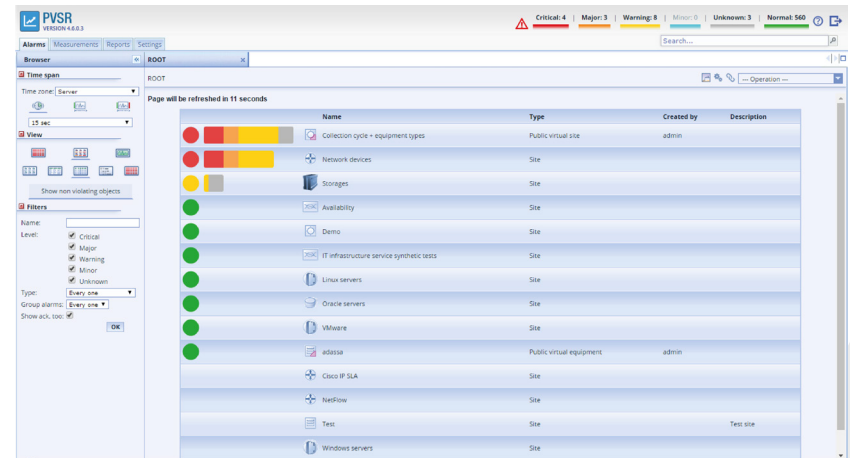 PVSR
VERSION 4.6.0.3
Critical: 4 | Major: 3 | Warning: 8 | Minor: 0 | Unknown: 3 | Normal: 560
Alarms Measurements Reports Settings
Search...
Browser
ROOT x
Time span
ROOT
--- Operation ---
Time zone: Server
Page will be refreshed in 11 seconds
15 sec
View
Show non violating objects
Filters
Name:
Level:
Critical
Major
Warning
Minor
Unknown
Type: Every one
Group alarms: Every one
Show ack. too:
OK
Name Type Created by Description
Collection cycle + equipment types Public virtual site admin
Network devices Site
Storages Site
Availability Site
Demo Site
IT infrastructure service synthetic tests Site
Linux servers Site
Oracle servers Site
VMware Site
adassa Public virtual equipment admin
Cisco IP SLA Site
NetFlow Site
Test Site Test site
Windows servers Site